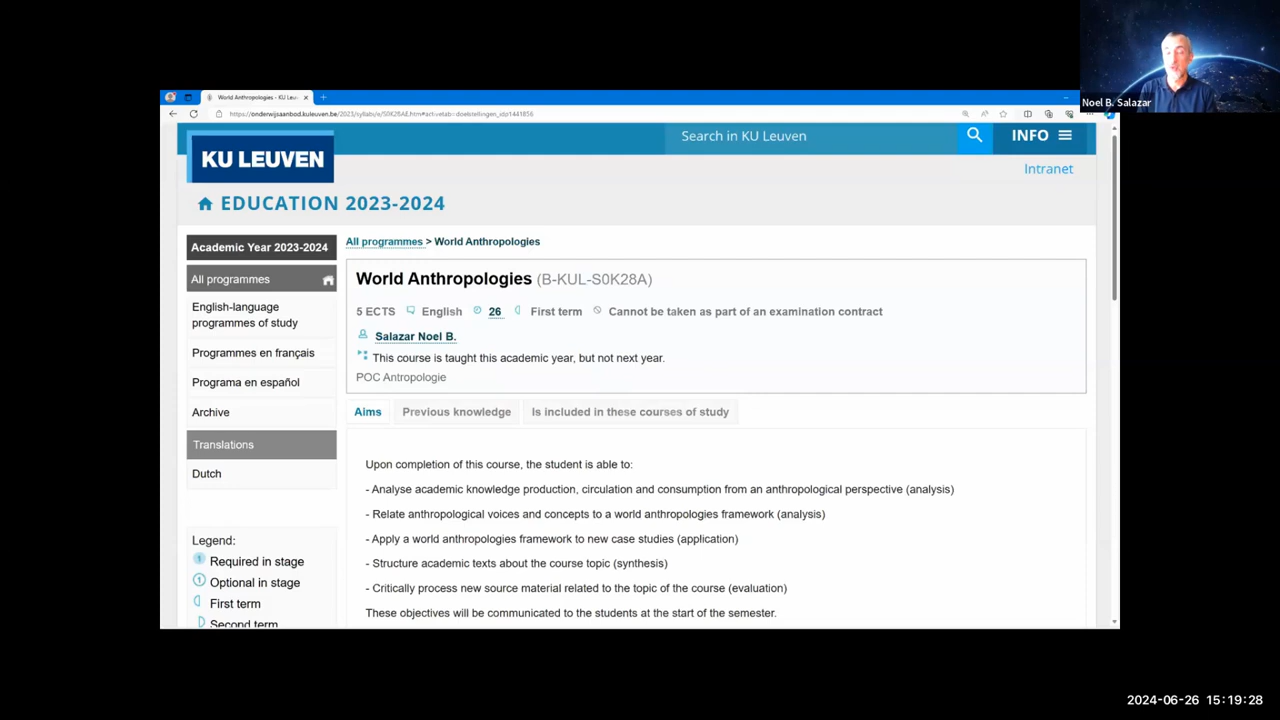 Noel B. Salazar
World Anthropologies - KU Leu
KU LEUVEN
Search in KU Leuven
INFO
Intranet
EDUCATION 2023-2024
Academic Year 2023-2024
All programmes
English-language
programmes of study
Programmes en français
Programa en español
Archive
Translations
Dutch
Legend:
Required in stage
Optional in stage
First term
Second term
All programmes > World Anthropologies
World Anthropologies (B-KUL-S0K28A)
5 ECTS English 26 First term Cannot be taken as part of an examination contract
Salazar Noel B.
This course is taught this academic year, but not next year.
POC Antropologie
Aims Previous knowledge Is included in these courses of study
Upon completion of this course, the student is able to:
- Analyse academic knowledge production, circulation and consumption from an anthropological perspective (analysis)
- Relate anthropological voices and concepts to a world anthropologies framework (analysis)
- Apply a world anthropologies framework to new case studies (application)
- Structure academic texts about the course topic (synthesis)
- Critically process new source material related to the topic of the course (evaluation)
These objectives will be communicated to the students at the start of the semester.
2024-06-26 15:19:28